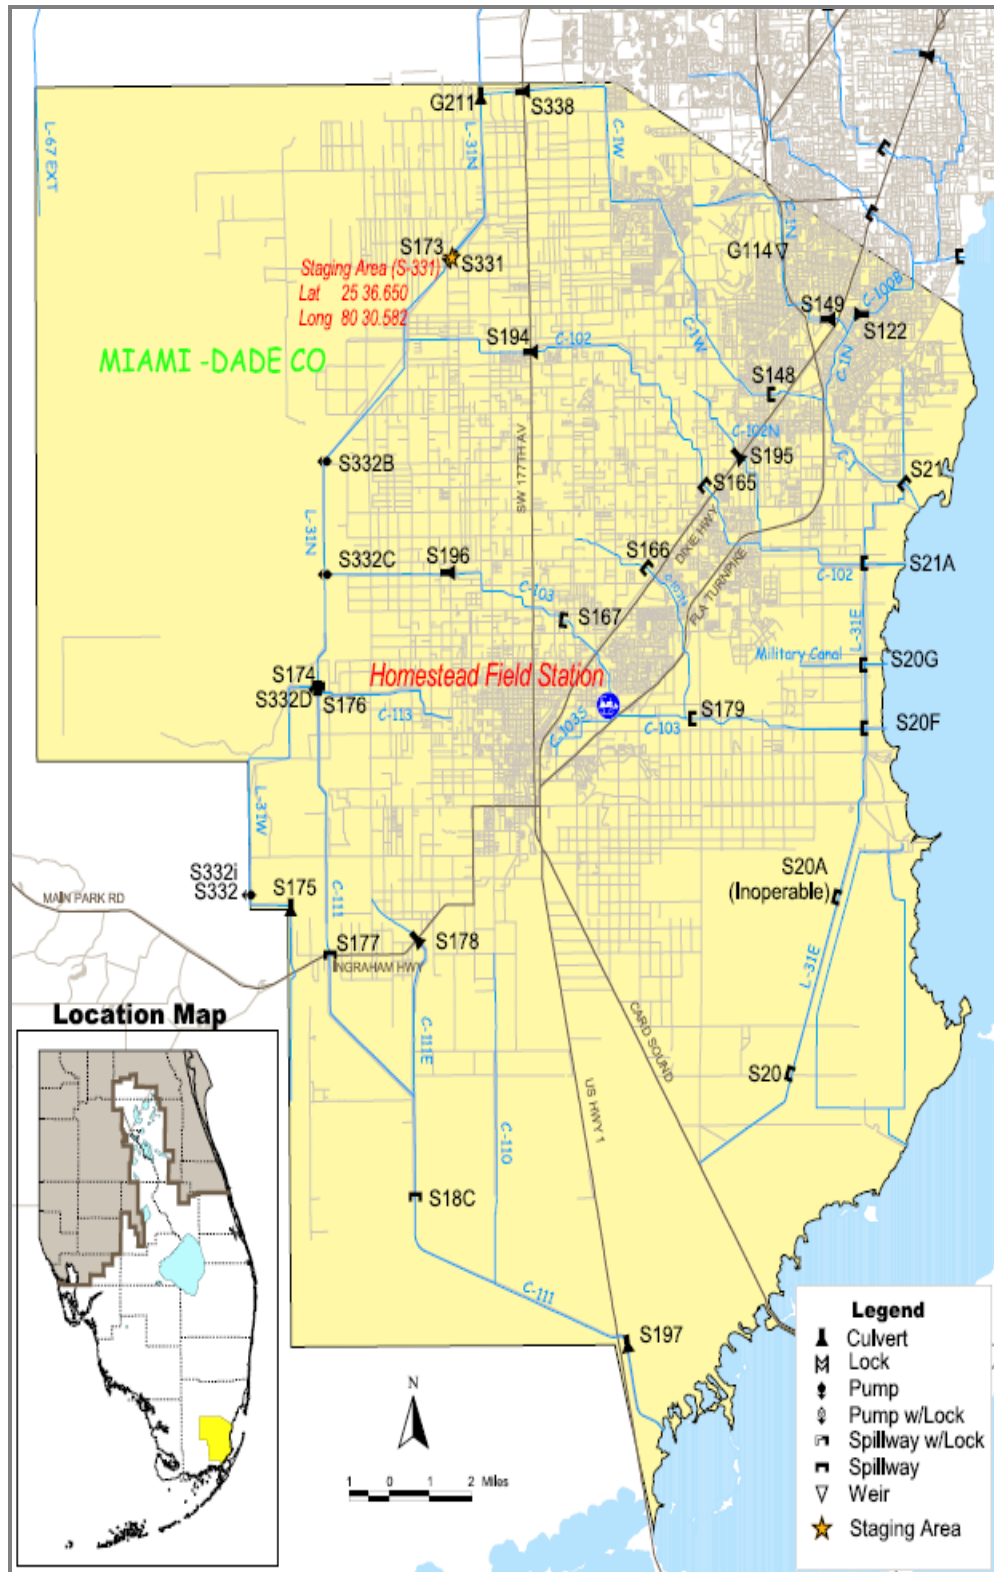 G211
S338
L-67 EXT
L-31N
C-1W
C-1N
S173
S331
G114
Staging Area (S-331)
Lat 25 36.650
Long 80 30.582
S149
C-100B
S122
MIAMI -DADE CO
S194
C-102
C-1W
C-1N
S148
C-102N
S195
SW 177TH AV
S332B
S165
C-1
S21
L-31N
DIXIE HWY
S332C
S196
S166
FLA TURNPIKE
C-103N
C-102
S21A
C-103
S167
L-31E
Military Canal
S20G
S174
Homestead Field Station
S332D
S176
C-113
C-103S
C-103
S179
S20F
L-31W
S332i
S332
S175
S20A
(Inoperable)
MAIN PARK RD
C-111
S177
S178
INGRAHAM HWY
L-31E
Location Map
C-111E
CARD SOUND
S20
US HWY 1
C-110
S18C
C-111
S197
N
1 0 1 2 Miles
Legend
Culvert
Lock
Pump
Pump w/Lock
Spillway w/Lock
Spillway
Weir
Staging Area